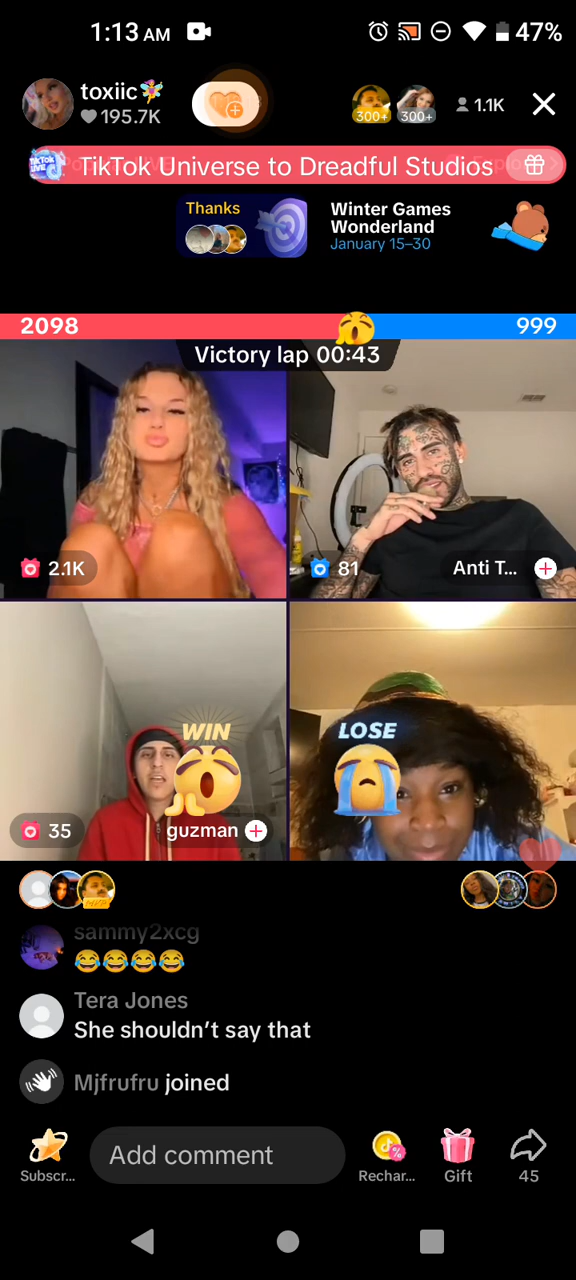 1:13 AM
47%
toxiic
195.7K
300+
300+
1.1K
TikTok Universe to Dreadful Studios
Thanks
Winter Games
Wonderland
January 15–30
2098
999
Victory lap 00:43
2.1K
81
Anti T...
WIN
LOSE
35
guzman
sammy2xcg
Tera Jones
She shouldn't say that
Mjfrufru joined
Add comment
Subscr...
Rechar...
Gift
45